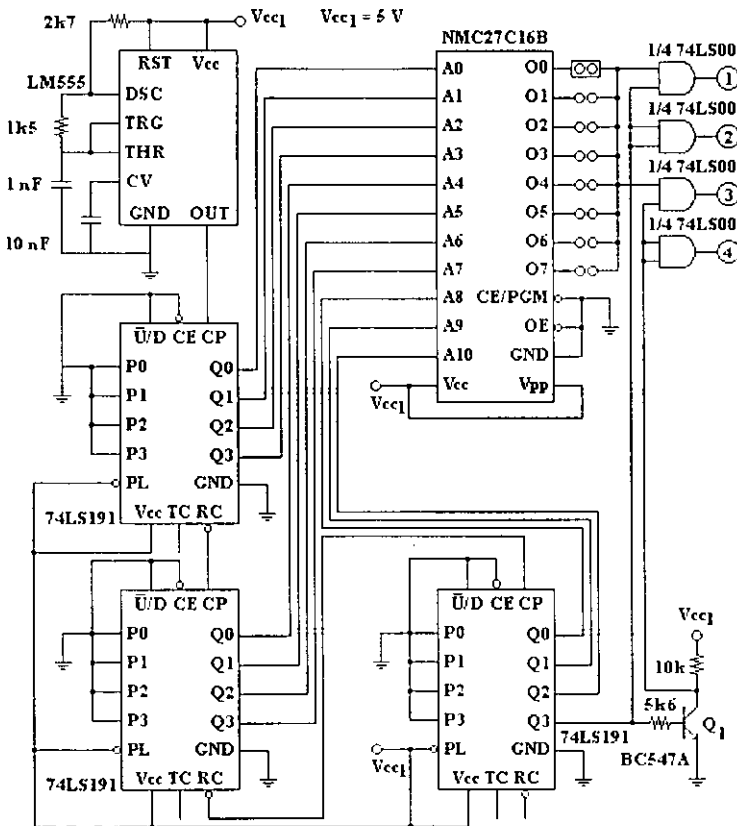 2k7
Vcc1
Vcc1 = 5 V
NMC27C16B
LM555
RST Vcc
DSC
TRG
THR
CV
GND OUT
1k5
1 nF
10 nF
A0 O0
A1 O1
A2 O2
A3 O3
A4 O4
A5 O5
A6 O6
A7 O7
A8 CE/PGM
A9 OE
A10 GND
Vcc Vpp
Vcc1
1/4 74LS00
1
1/4 74LS00
2
1/4 74LS00
3
1/4 74LS00
4
U̅/D CE CP
P0 Q0
P1 Q1
P2 Q2
P3 Q3
PL GND
Vcc TC RC
74LS191
U̅/D CE CP
P0 Q0
P1 Q1
P2 Q2
P3 Q3
PL GND
Vcc TC RC
74LS191
U̅/D CE CP
P0 Q0
P1 Q1
P2 Q2
P3 Q3
PL GND
Vcc TC RC
74LS191
Vcc1
Vcc1
10k
5k6
Q1
BC547A